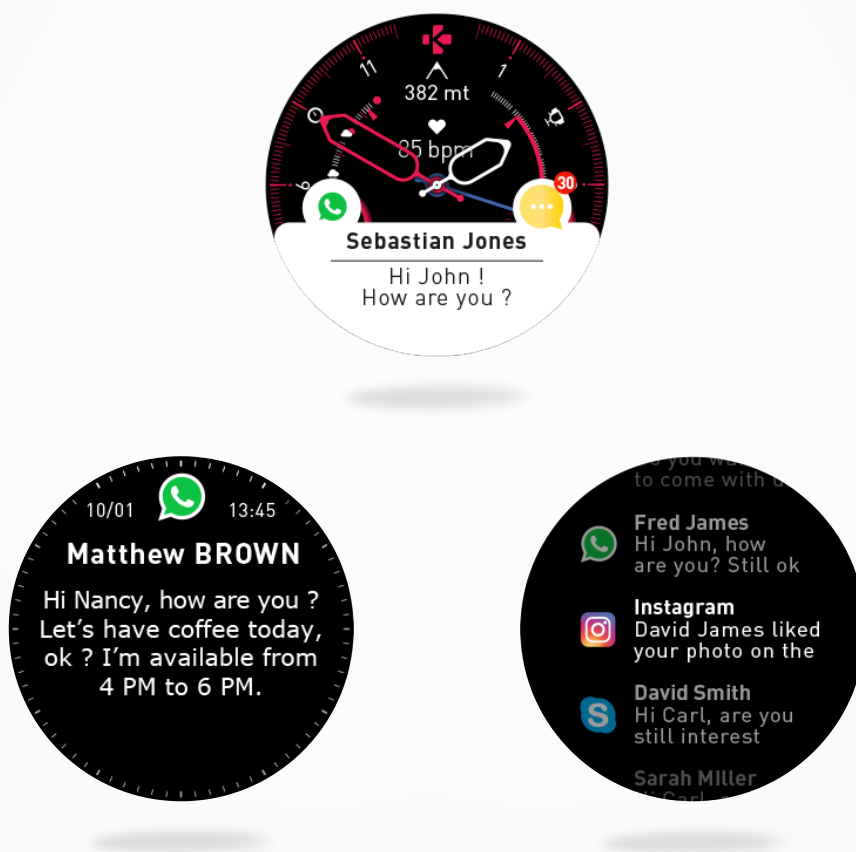 11
1
382 mt
85 bpm
9
30
Sebastian Jones
Hi John !
How are you ?
10/01
13:45
Matthew BROWN
Hi Nancy, how are you ?
Let's have coffee today,
ok ? I'm available from
4 PM to 6 PM.
you
to come with
Fred James
Hi John, how
are you? Still ok
Instagram
David James liked
your photo on the
David Smith
Hi Carl, are you
still interest
Sarah MIller